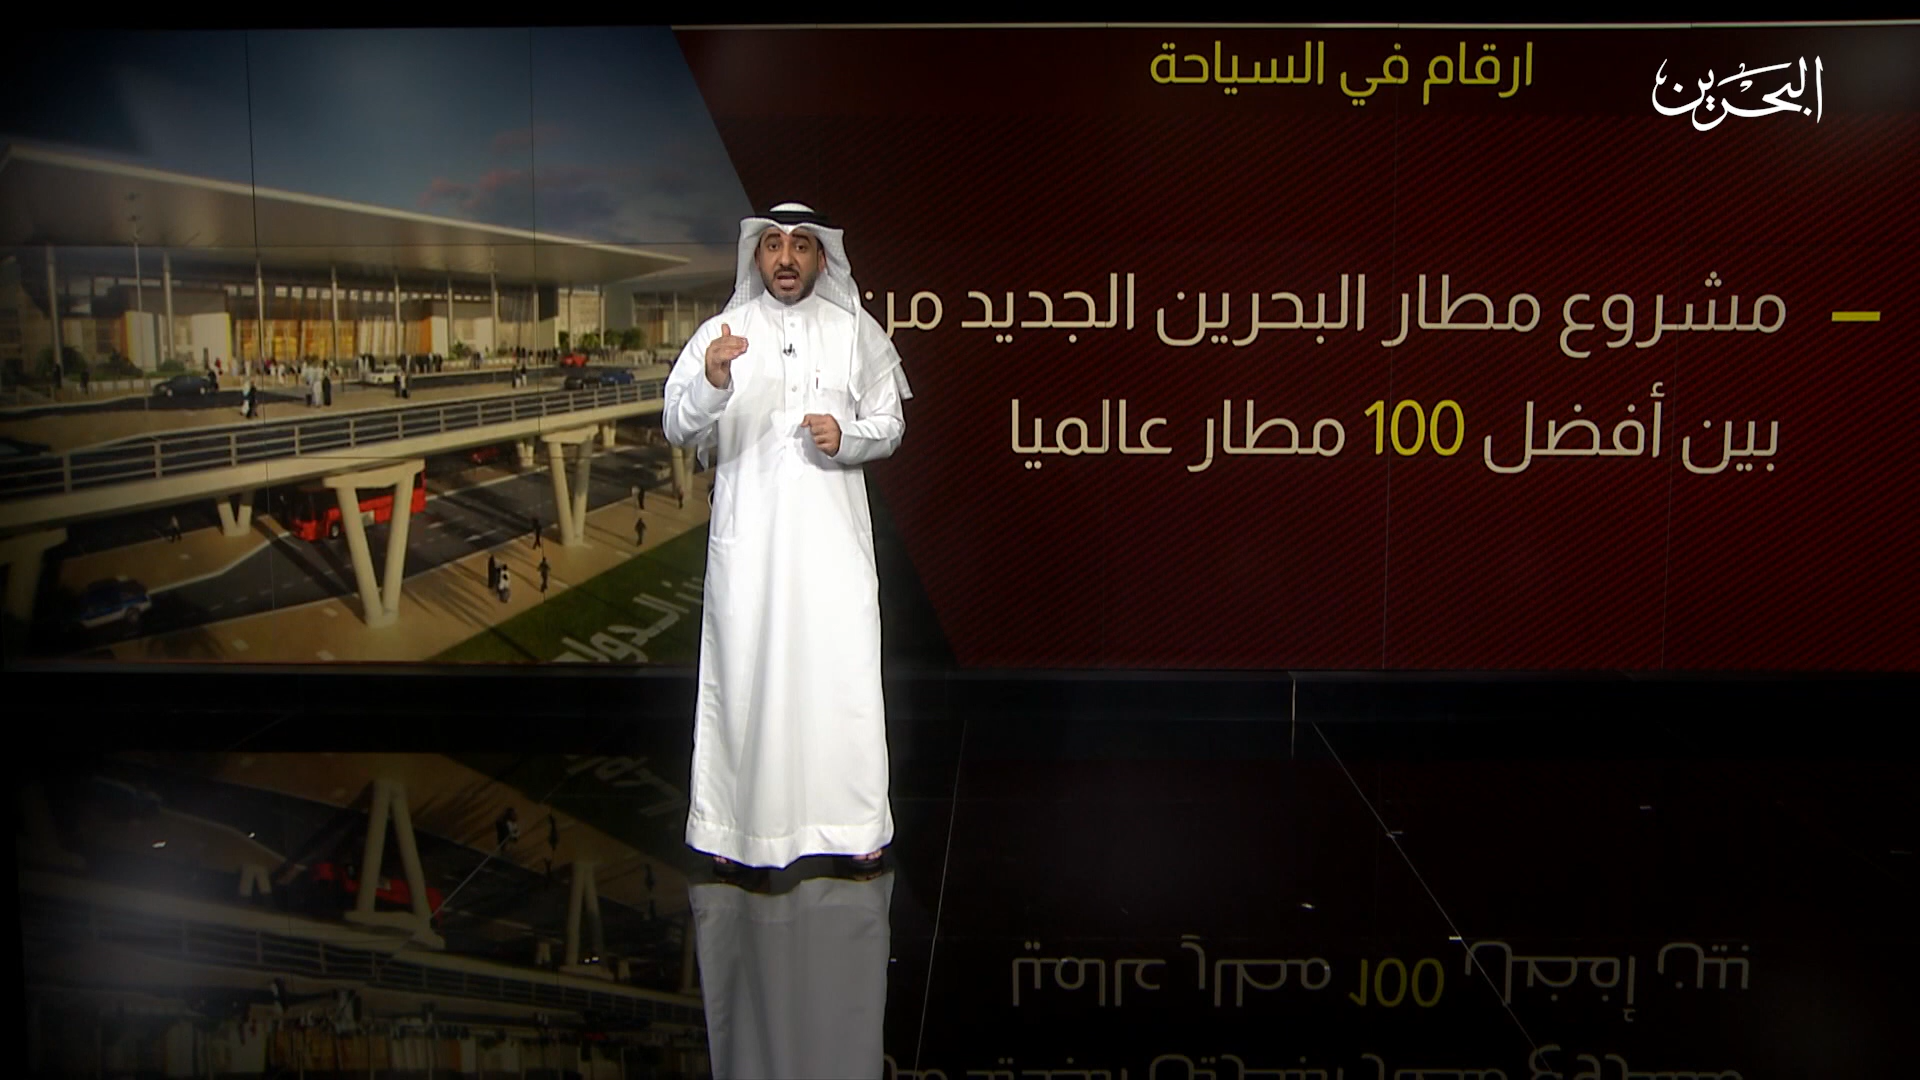 ارقام في السياحة
البحرين
– مشروع مطار البحرين الجديد من
بين أفضل 100 مطار عالميا